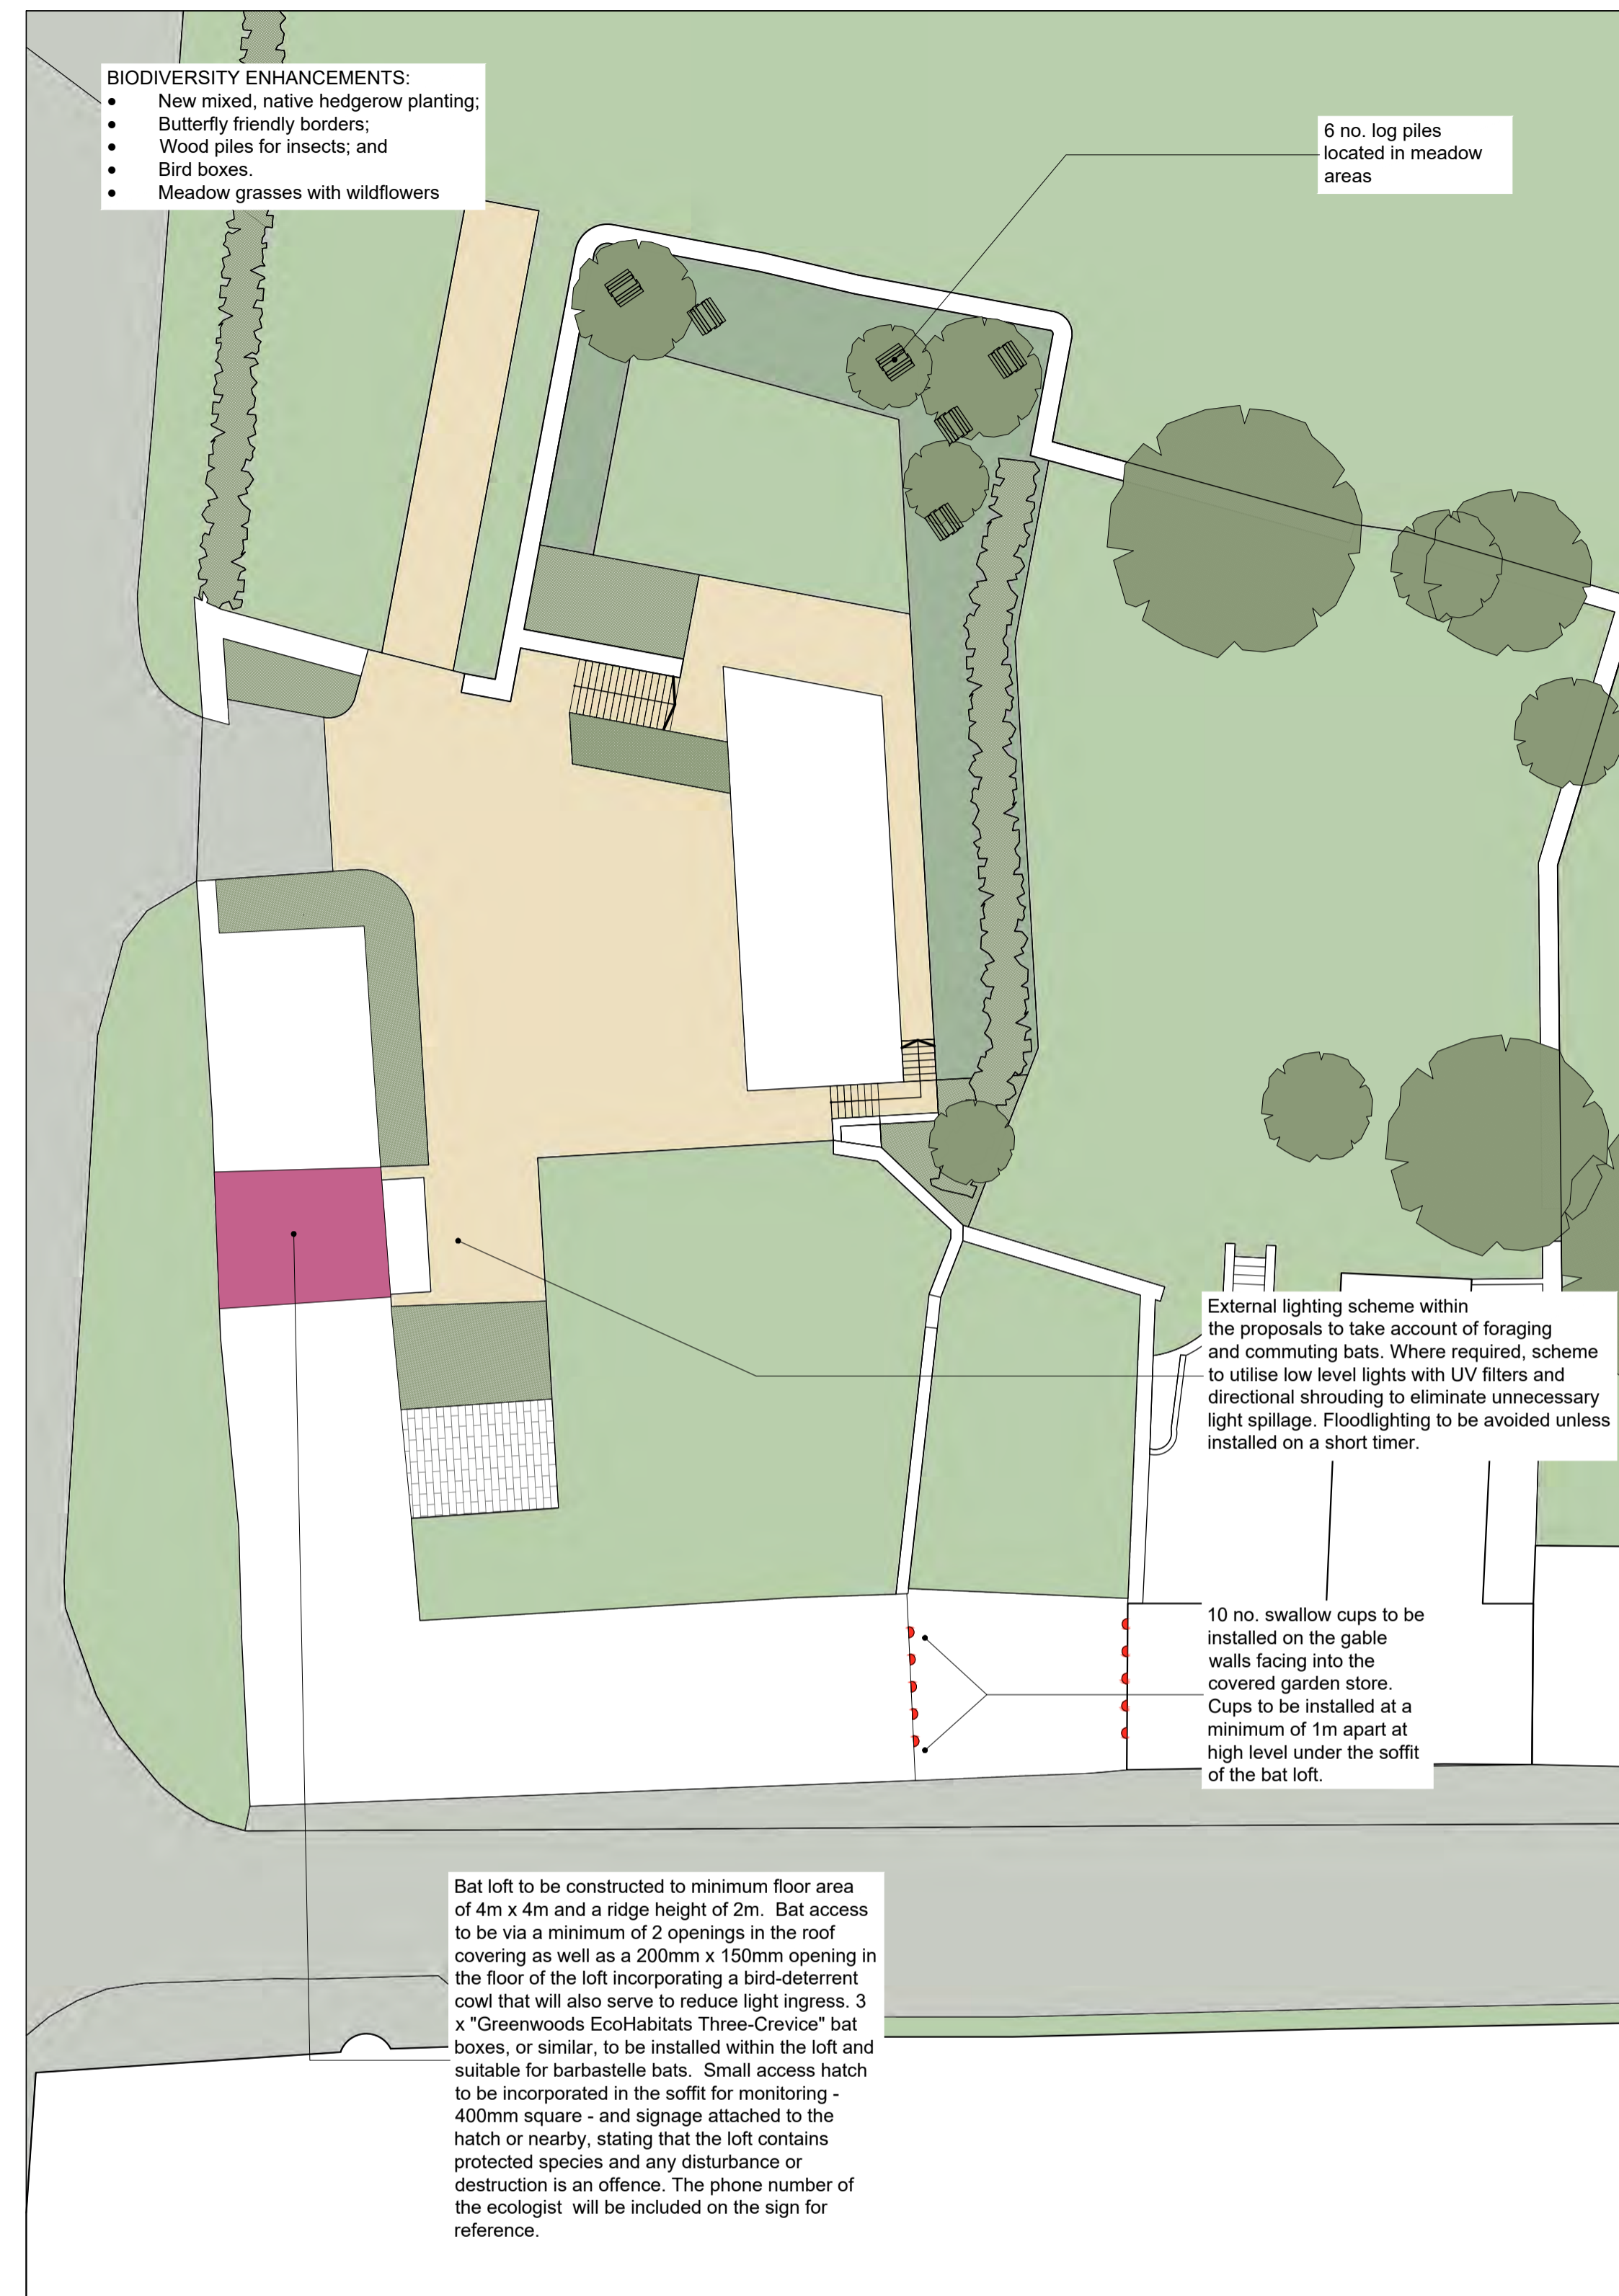 BIODIVERSITY ENHANCEMENTS:
• New mixed, native hedgerow planting;
• Butterfly friendly borders;
• Wood piles for insects; and
• Bird boxes.
• Meadow grasses with wildflowers
6 no. log piles
located in meadow
areas
External lighting scheme within
the proposals to take account of foraging
and commuting bats. Where required, scheme
to utilise low level lights with UV filters and
directional shrouding to eliminate unnecessary
light spillage. Floodlighting to be avoided unless
installed on a short timer.
10 no. swallow cups to be
installed on the gable
walls facing into the
covered garden store.
Cups to be installed at a
minimum of 1m apart at
high level under the soffit
of the bat loft.
Bat loft to be constructed to minimum floor area
of 4m x 4m and a ridge height of 2m. Bat access
to be via a minimum of 2 openings in the roof
covering as well as a 200mm x 150mm opening in
the floor of the loft incorporating a bird-deterrent
cowl that will also serve to reduce light ingress. 3
x "Greenwoods EcoHabitats Three-Crevice" bat
boxes, or similar, to be installed within the loft and
suitable for barbastelle bats. Small access hatch
to be incorporated in the soffit for monitoring -
400mm square - and signage attached to the
hatch or nearby, stating that the loft contains
protected species and any disturbance or
destruction is an offence. The phone number of
the ecologist will be included on the sign for
reference.